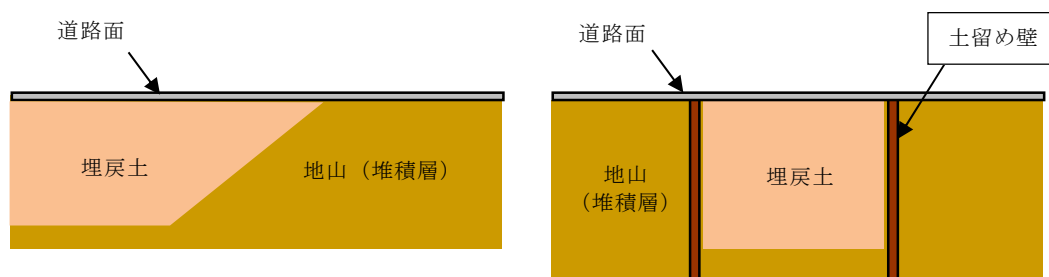 道路面
埋戻土
地山（堆積層）
道路面
土留め壁
地山
（堆積層）
埋戻土